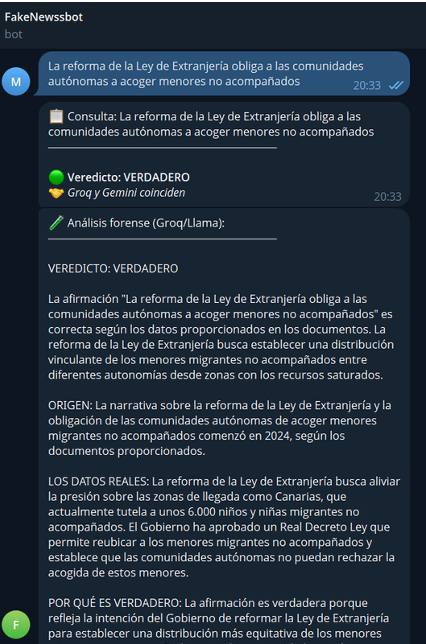 FakeNewssbot
bot
La reforma de la Ley de Extranjería obliga a las comunidades
autónomas a acoger menores no acompañados
20:33
M
📋 Consulta: La reforma de la Ley de Extranjería obliga a las
comunidades autónomas a acoger menores no acompañados
Veredicto: VERDADERO
Groq y Gemini coinciden
20:33
Análisis forense (Groq/Llama):
VEREDICTO: VERDADERO
La afirmación "La reforma de la Ley de Extranjería obliga a las
comunidades autónomas a acoger menores no acompañados" es
correcta según los datos proporcionados en los documentos. La
reforma de la Ley de Extranjería busca establecer una distribución
vinculante de los menores migrantes no acompañados entre
diferentes autonomías desde zonas con los recursos saturados.
ORIGEN: La narrativa sobre la reforma de la Ley de Extranjería y la
obligación de las comunidades autónomas de acoger menores
migrantes no acompañados comenzó en 2024, según los
documentos proporcionados.
LOS DATOS REALES: La reforma de la Ley de Extranjería busca aliviar
la presión sobre las zonas de llegada como Canarias, que
actualmente tutela a unos 6.000 niños y niñas migrantes no
acompañados. El Gobierno ha aprobado un Real Decreto Ley que
permite reubicar a los menores migrantes no acompañados y
establece que las comunidades autónomas no puedan rechazar la
acogida de estos menores.
POR QUÉ ES VERDADERO: La afirmación es verdadera porque
refleja la intención del Gobierno de reformar la Ley de Extranjería
para establecer una distribución más equitativa de los menores
F